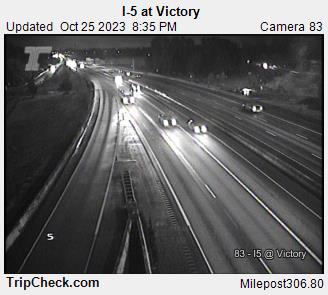 I-5 at Victory
Updated Oct 25 2023 8:35 PM Camera 83
T
S
83 - I5 @ Victory
TripCheck.com Milepost306.80